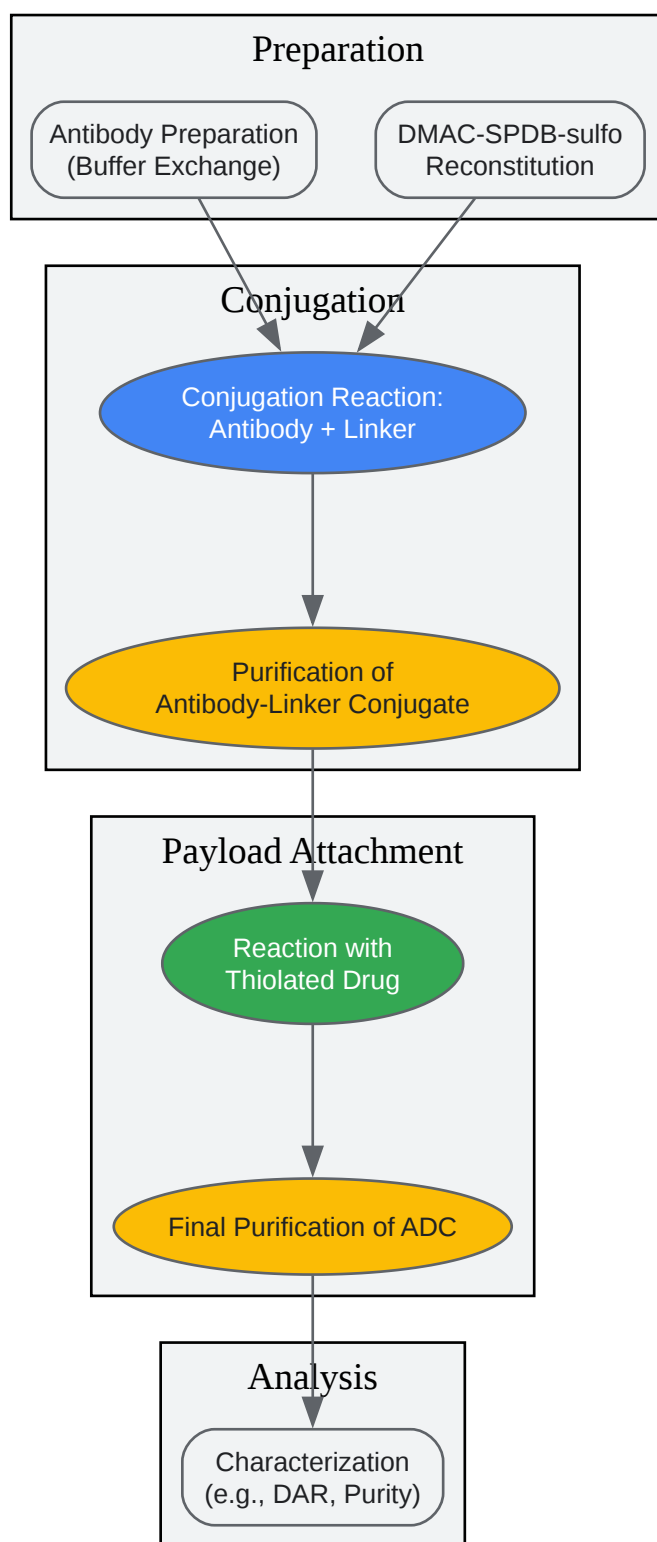 Preparation
Antibody Preparation
(Buffer Exchange)
DMAC-SPDB-sulfo
Reconstitution
Conjugation
Conjugation Reaction:
Antibody + Linker
Purification of
Antibody-Linker Conjugate
Payload Attachment
Reaction with
Thiolated Drug
Final Purification of ADC
Analysis
Characterization
(e.g., DAR, Purity)